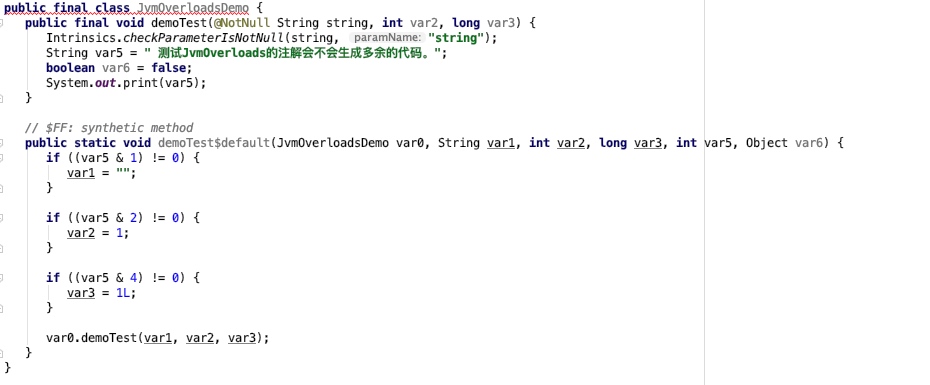 public final class JvmOverloadsDemo {
public final void demoTest(@NotNull String string, int var2, long var3) {
Intrinsics.checkParameterIsNotNull(string, paramName: "string");
String var5 = " 测试JvmOverloads的注解会不会生成多余的代码。";
boolean var6 = false;
System.out.print(var5);
}
// $FF: synthetic method
public static void demoTest$default(JvmOverloadsDemo var0, String var1, int var2, long var3, int var5, Object var6) {
if ((var5 & 1) != 0) {
var1 = "";
}
if ((var5 & 2) != 0) {
var2 = 1;
}
if ((var5 & 4) != 0) {
var3 = 1L;
}
var0.demoTest(var1, var2, var3);
}
}